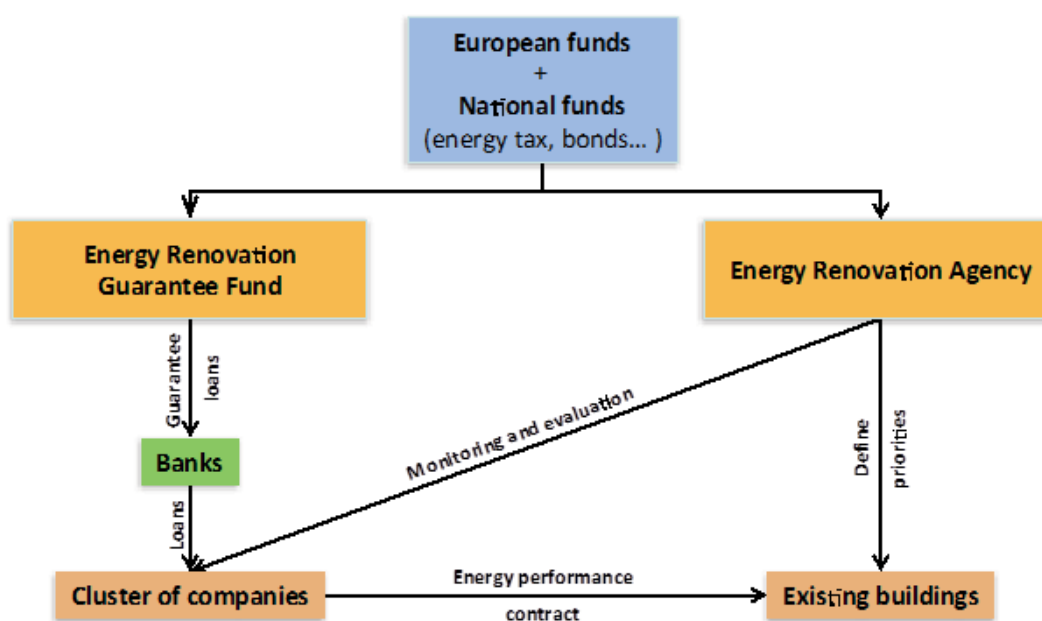 European funds
+
National funds
(energy tax, bonds... )
Energy Renovation
Guarantee Fund
Energy Renovation Agency
Guarantee
loans
Monitoring and evaluation
Define
priorities
Banks
Loans
Cluster of companies
Energy performance
contract
Existing buildings